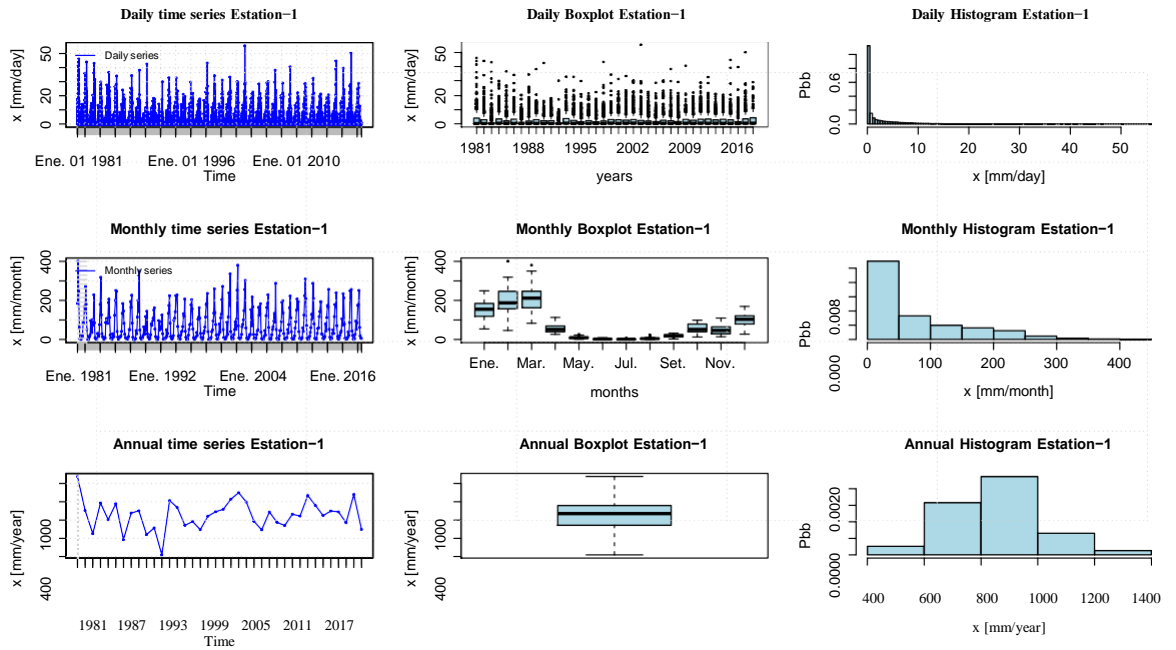 Daily time series Estation−1
x [mm/day]
50
20
0
Daily series
Ene. 01 1981 Ene. 01 1996 Ene. 01 2010
Time
Daily Boxplot Estation−1
x [mm/day]
50
20
0
1981 1988 1995 2002 2009 2016
years
Daily Histogram Estation−1
Pbb
0.6
0.0
0 10 20 30 40 50
x [mm/day]
Monthly time series Estation−1
x [mm/month]
400
200
0
Monthly series
Ene. 1981 Ene. 1992 Ene. 2004 Ene. 2016
Time
Monthly Boxplot Estation−1
x [mm/month]
400
200
0
Ene. Mar. May. Jul. Set. Nov.
months
Monthly Histogram Estation−1
Pbb
0.008
0.000
0 100 200 300 400
x [mm/month]
Annual time series Estation−1
x [mm/year]
1000
400
1981 1987 1993 1999 2005 2011 2017
Time
Annual Boxplot Estation−1
x [mm/year]
1000
400
Annual Histogram Estation−1
Pbb
0.0020
0.0000
400 600 800 1000 1200 1400
x [mm/year]